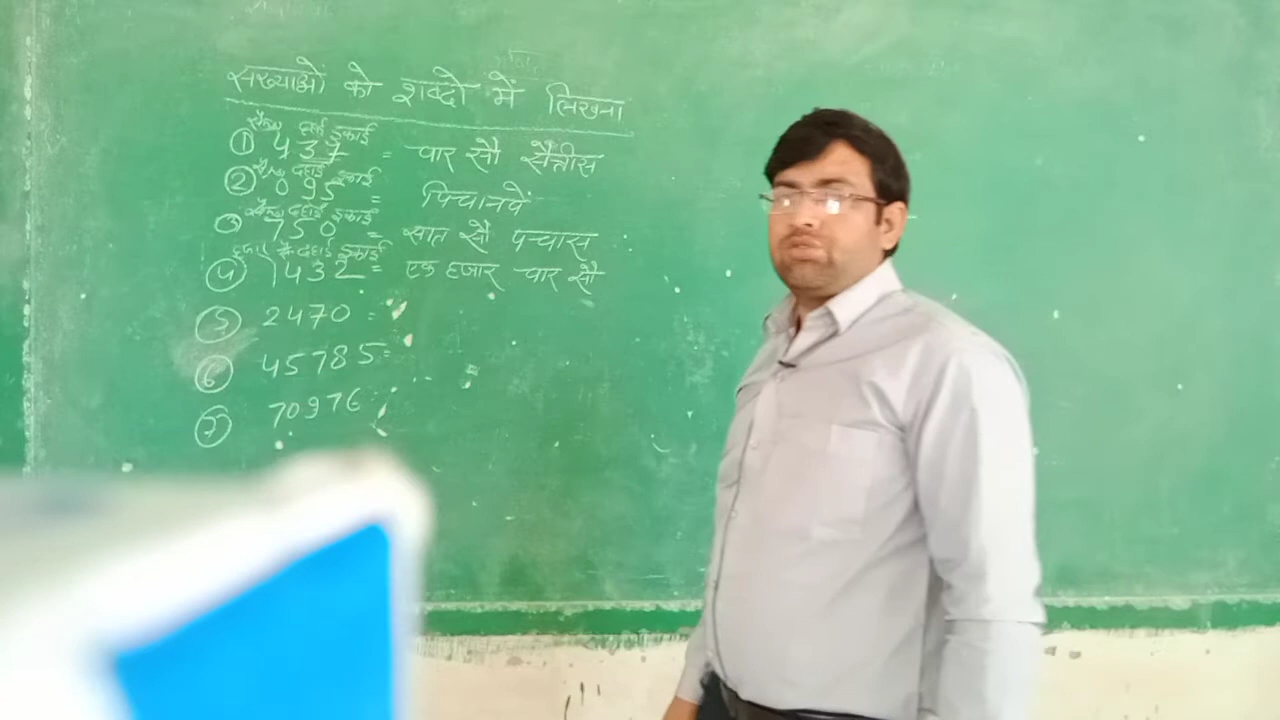 सख्याओ को शब्दो में लिखना
सैकड़ा दहाई इकाई
① 437 = चार सौ सैंतीस
सैकड़ा दहाई इकाई
② 095 = पिचानवें
सैकड़ा दहाई इकाई
③ 750 = सात सौ पचास
हजार सै दहाई इकाई
④ 1432 = एक हजार चार सौ
⑤ 2470 =
⑥ 45785 =
⑦ 70976